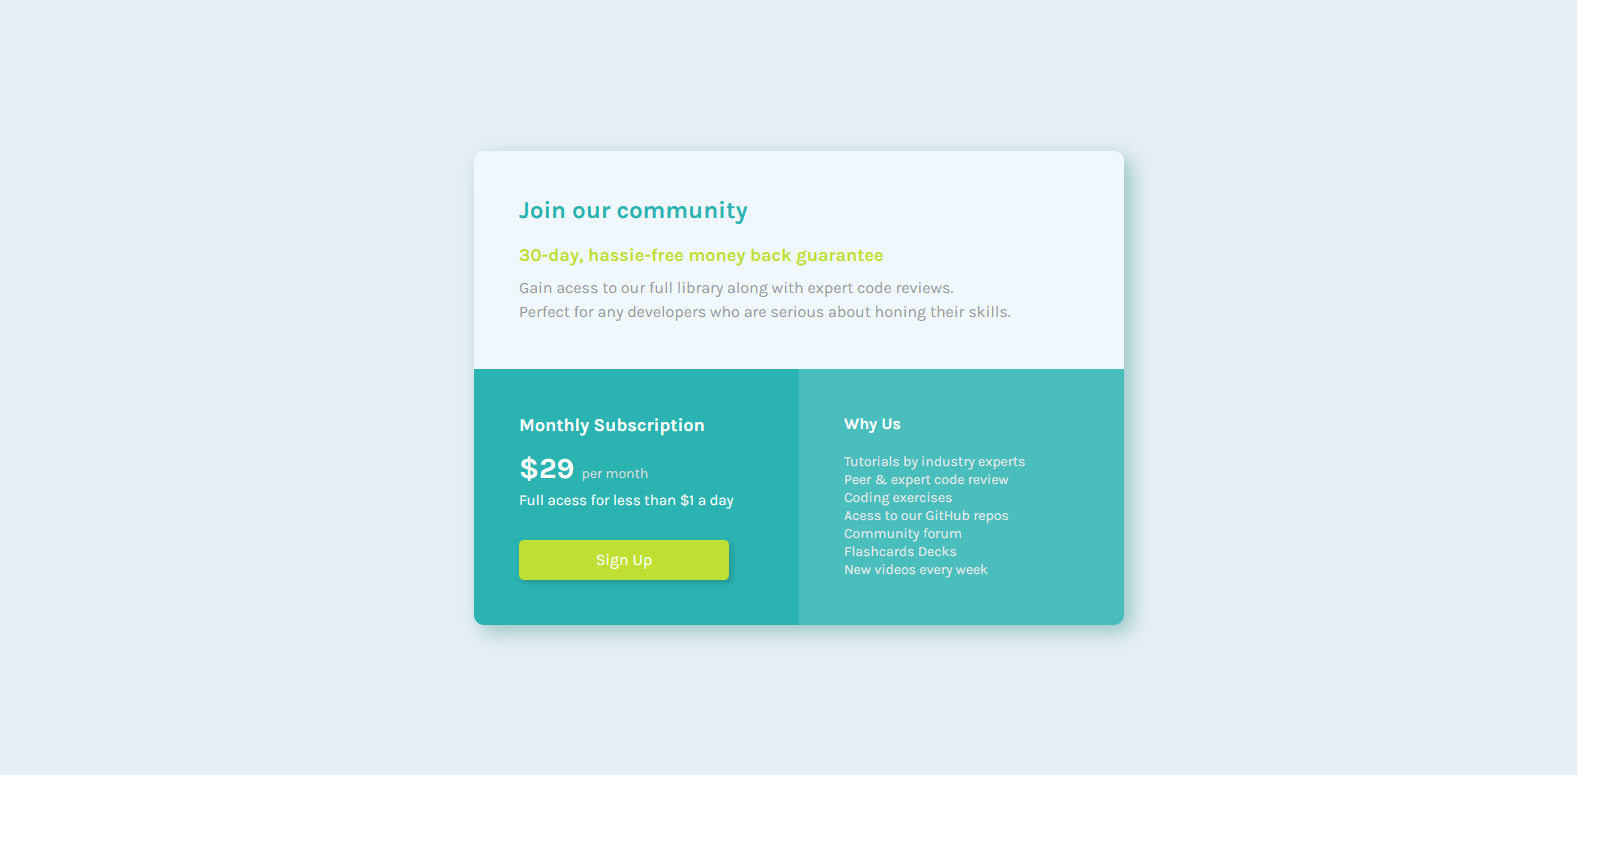 Join our community
30-day, hassie-free money back guarantee
Gain acess to our full library along with expert code reviews.
Perfect for any developers who are serious about honing their skills.
Monthly Subscription
$29 per month
Full acess for less than $1 a day
Sign Up
Why Us
Tutorials by industry experts
Peer & expert code review
Coding exercises
Acess to our GitHub repos
Community forum
Flashcards Decks
New videos every week